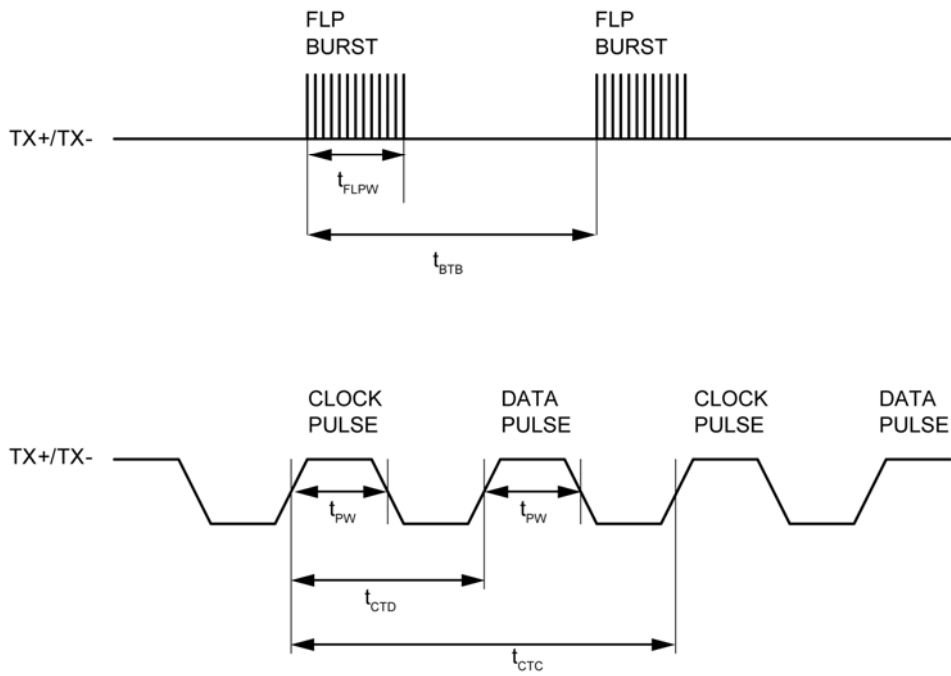 FLP
BURST
FLP
BURST
TX+/TX-
tFLPW
tBTB
CLOCK
PULSE
DATA
PULSE
CLOCK
PULSE
DATA
PULSE
TX+/TX-
tPW
tPW
tCTD
tCTC